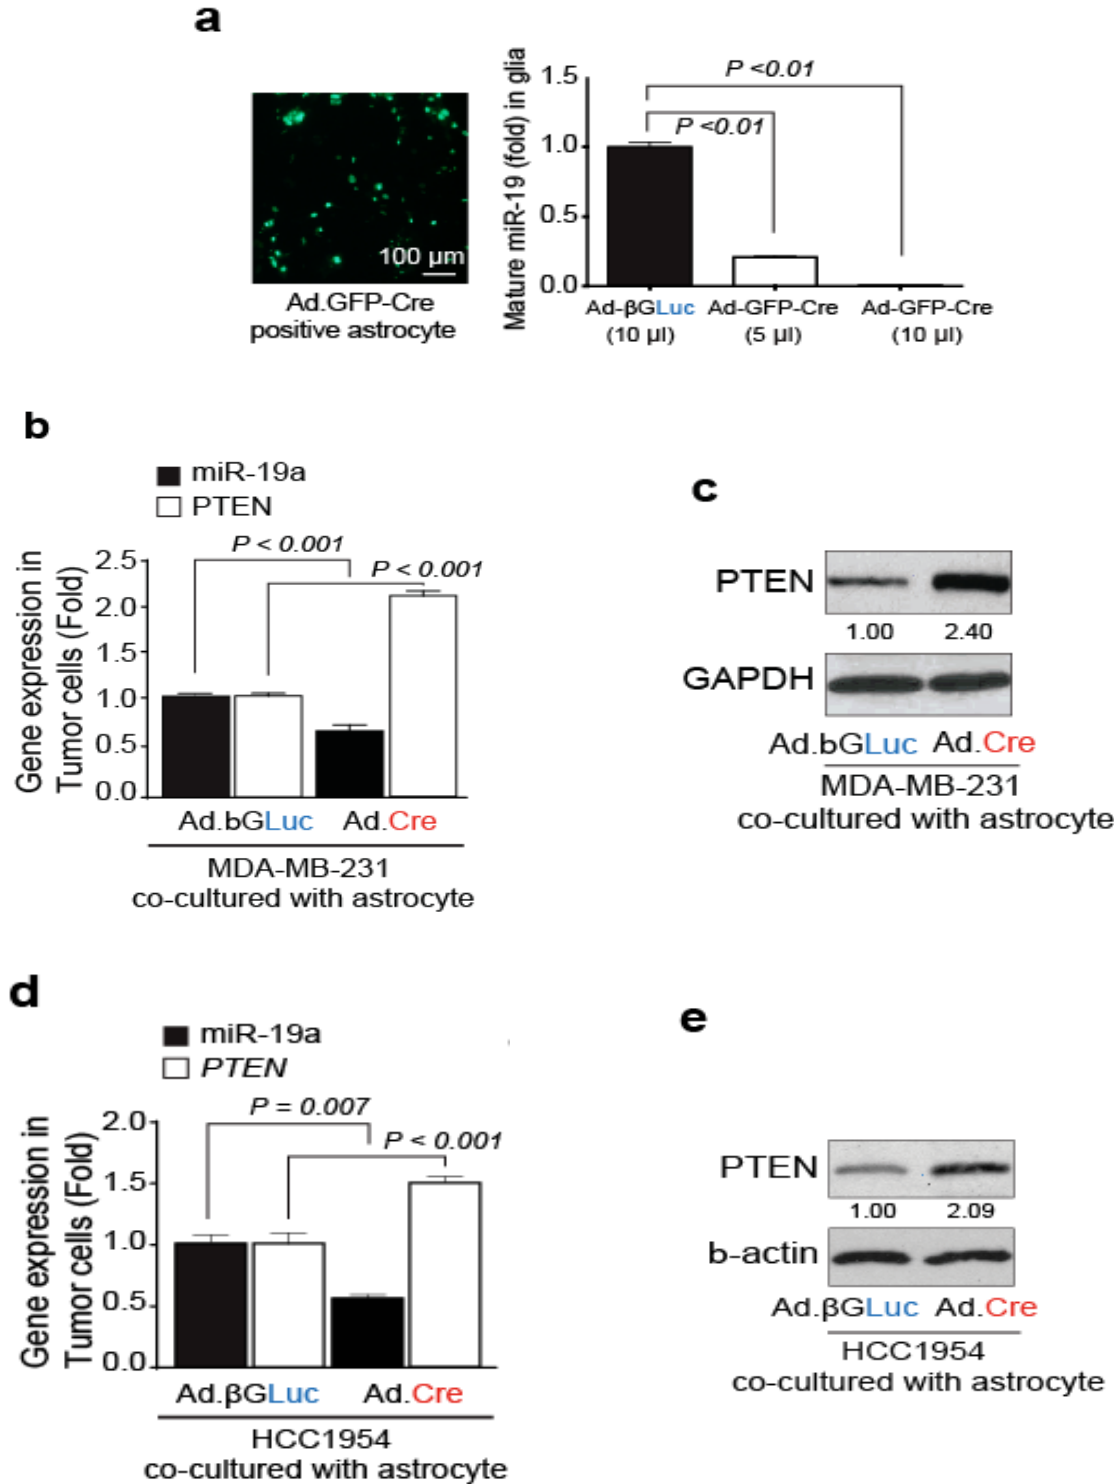 a
100 µm
Ad.GFP-Cre
positive astrocyte
Mature miR-19 (fold) in glia
1.5
1.0
0.5
0.0
P <0.01
P <0.01
Ad-βGLuc Ad-GFP-Cre Ad-GFP-Cre
(10 µl) (5 µl) (10 µl)
b
miR-19a
PTEN
Gene expression in
Tumor cells (Fold)
2.5
2.0
1.5
1.0
0.5
0.0
P < 0.001
P < 0.001
Ad.bGLuc Ad.Cre
MDA-MB-231
co-cultured with astrocyte
c
PTEN
1.00 2.40
GAPDH
Ad.bGLuc Ad.Cre
MDA-MB-231
co-cultured with astrocyte
d
miR-19a
PTEN
Gene expression in
Tumor cells (Fold)
2.0
1.5
1.0
0.5
0.0
P = 0.007
P < 0.001
Ad.βGLuc Ad.Cre
HCC1954
co-cultured with astrocyte
e
PTEN
1.00 2.09
b-actin
Ad.βGLuc Ad.Cre
HCC1954
co-cultured with astrocyte